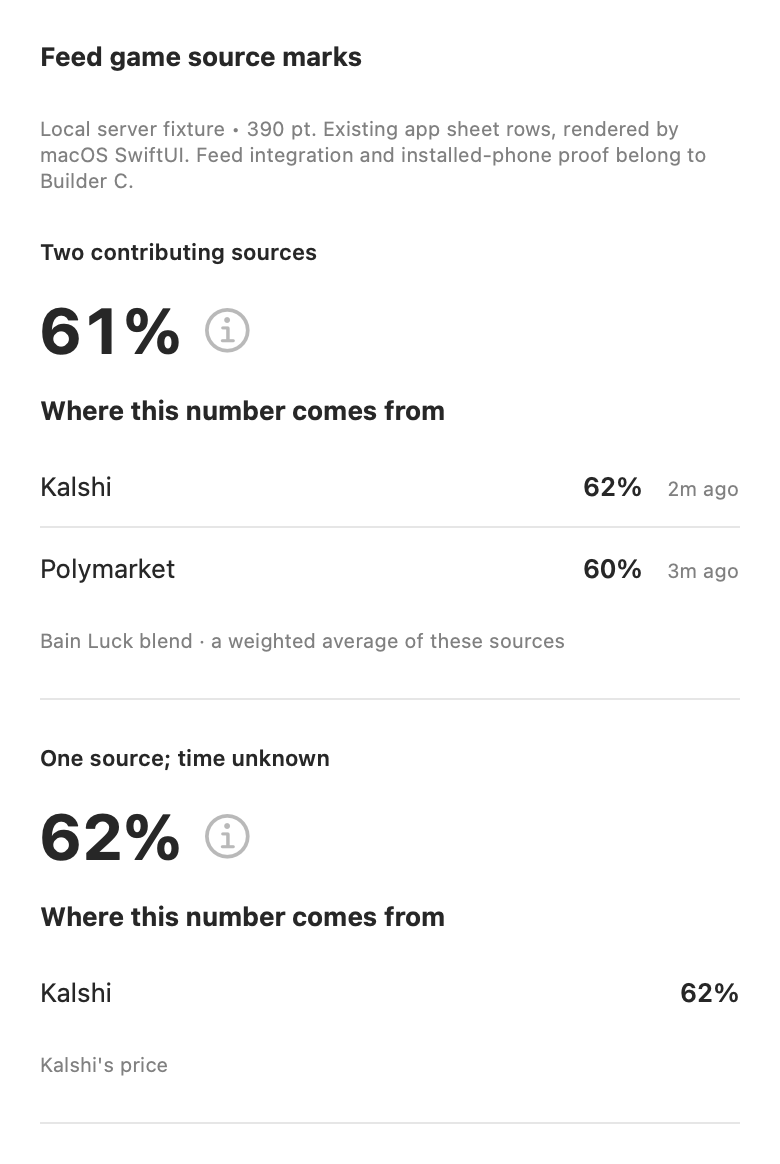 Feed game source marks
Local server fixture • 390 pt. Existing app sheet rows, rendered by
macOS SwiftUI. Feed integration and installed-phone proof belong to
Builder C.
Two contributing sources
61%
Where this number comes from
Kalshi 62% 2m ago
Polymarket 60% 3m ago
Bain Luck blend · a weighted average of these sources
One source; time unknown
62%
Where this number comes from
Kalshi 62%
Kalshi's price